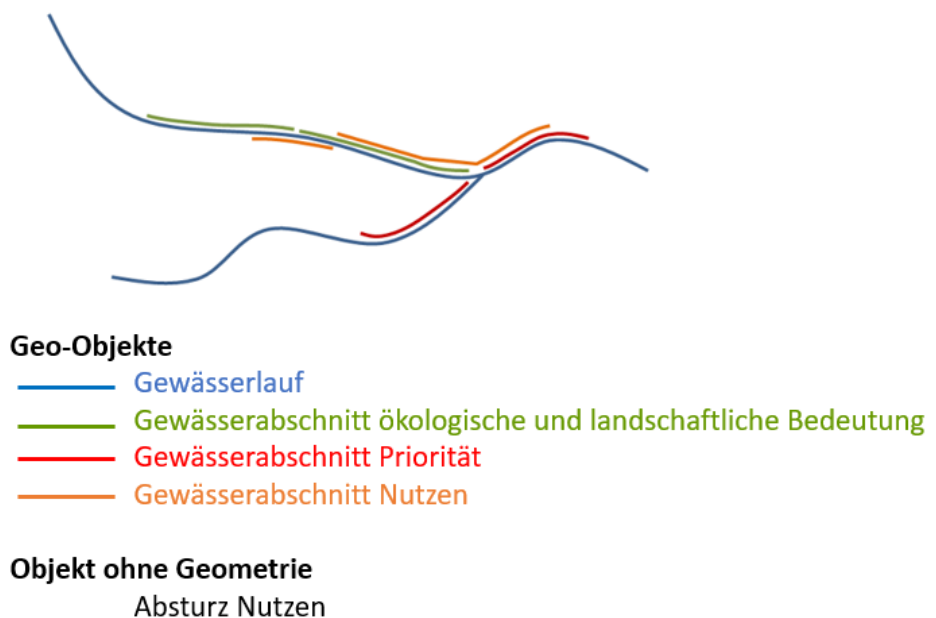 Geo-Objekte
Gewässerlauf
Gewässerabschnitt ökologische und landschaftliche Bedeutung
Gewässerabschnitt Priorität
Gewässerabschnitt Nutzen
Objekt ohne Geometrie
Absturz Nutzen